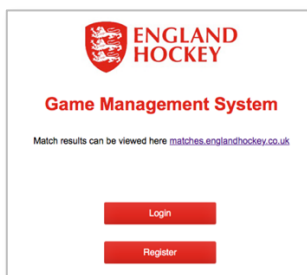 ENGLAND
HOCKEY
Game Management System
Match results can be viewed here matches.englandhockey.co.uk
Login
Register